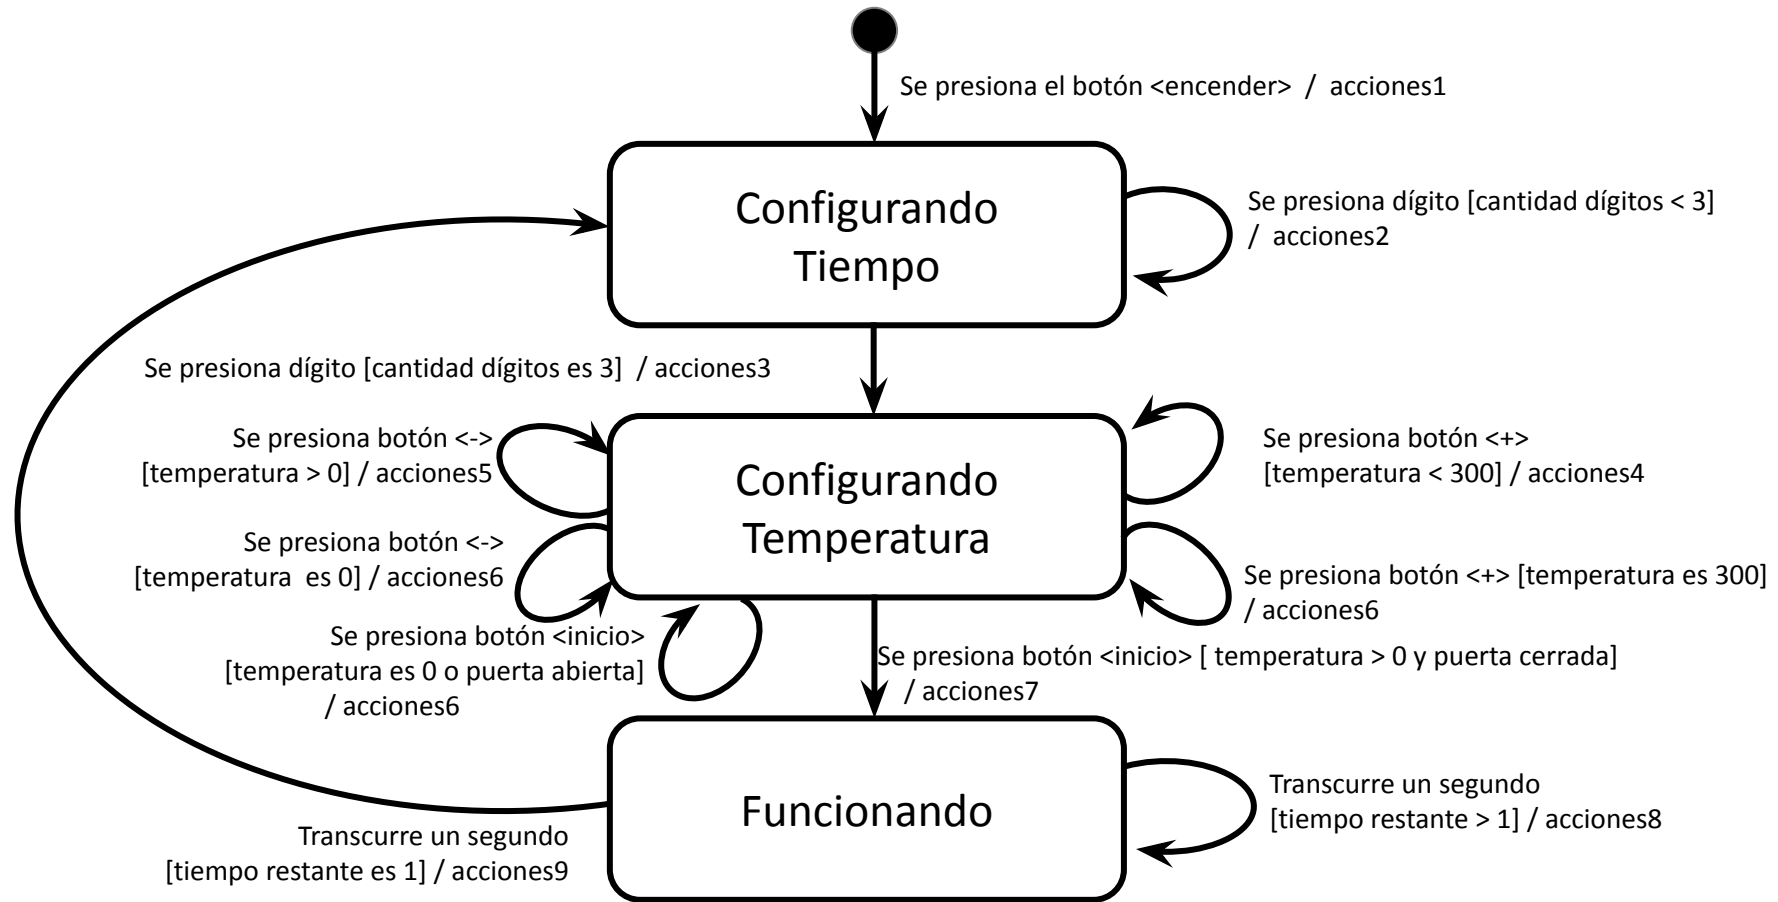 Se presiona el botón <encender> / acciones1
Configurando
Tiempo
Se presiona dígito [cantidad dígitos < 3]
/ acciones2
Se presiona dígito [cantidad dígitos es 3] / acciones3
Se presiona botón <->
[temperatura > 0] / acciones5
Configurando
Temperatura
Se presiona botón <+>
[temperatura < 300] / acciones4
Se presiona botón <->
[temperatura es 0] / acciones6
Se presiona botón <+> [temperatura es 300]
/ acciones6
Se presiona botón <inicio>
[temperatura es 0 o puerta abierta]
/ acciones6
Se presiona botón <inicio> [ temperatura > 0 y puerta cerrada]
/ acciones7
Funcionando
Transcurre un segundo
[tiempo restante > 1] / acciones8
Transcurre un segundo
[tiempo restante es 1] / acciones9